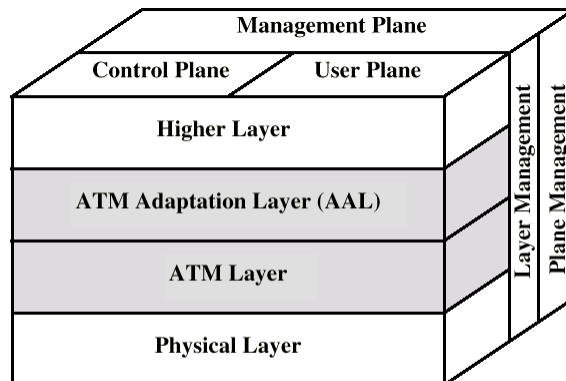 Management Plane
Control Plane
User Plane
Higher Layer
ATM Adaptation Layer (AAL)
ATM Layer
Physical Layer
Layer Management
Plane Management